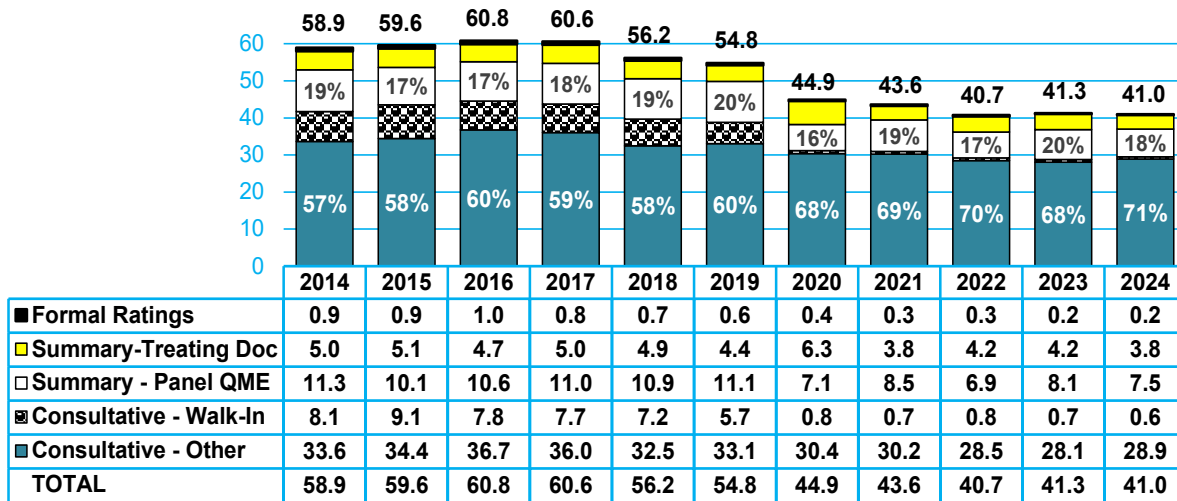 58.9 59.6 60.8 60.6 56.2 54.8 44.9 43.6 40.7 41.3 41.0
60
50
40
30
20
10
0
19% 17% 17% 18% 19% 20% 16% 19% 17% 20% 18%
57% 58% 60% 59% 58% 60% 68% 69% 70% 68% 71%
2014 2015 2016 2017 2018 2019 2020 2021 2022 2023 2024
Formal Ratings 0.9 0.9 1.0 0.8 0.7 0.6 0.4 0.3 0.3 0.2 0.2
Summary-Treating Doc 5.0 5.1 4.7 5.0 4.9 4.4 6.3 3.8 4.2 4.2 3.8
Summary - Panel QME 11.3 10.1 10.6 11.0 10.9 11.1 7.1 8.5 6.9 8.1 7.5
Consultative - Walk-In 8.1 9.1 7.8 7.7 7.2 5.7 0.8 0.7 0.8 0.7 0.6
Consultative - Other 33.6 34.4 36.7 36.0 32.5 33.1 30.4 30.2 28.5 28.1 28.9
TOTAL 58.9 59.6 60.8 60.6 56.2 54.8 44.9 43.6 40.7 41.3 41.0